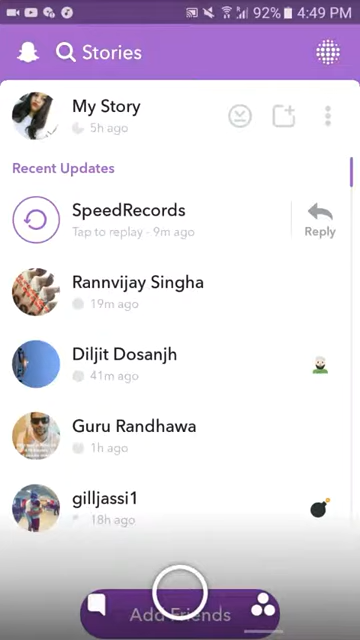 92% 4:49 PM
Stories
My Story
5h ago
Recent Updates
SpeedRecords
Tap to replay - 9m ago
Reply
Rannvijay Singha
19m ago
Diljit Dosanjh
41m ago
Guru Randhawa
1h ago
gilljassi1
18h ago
Add Friends